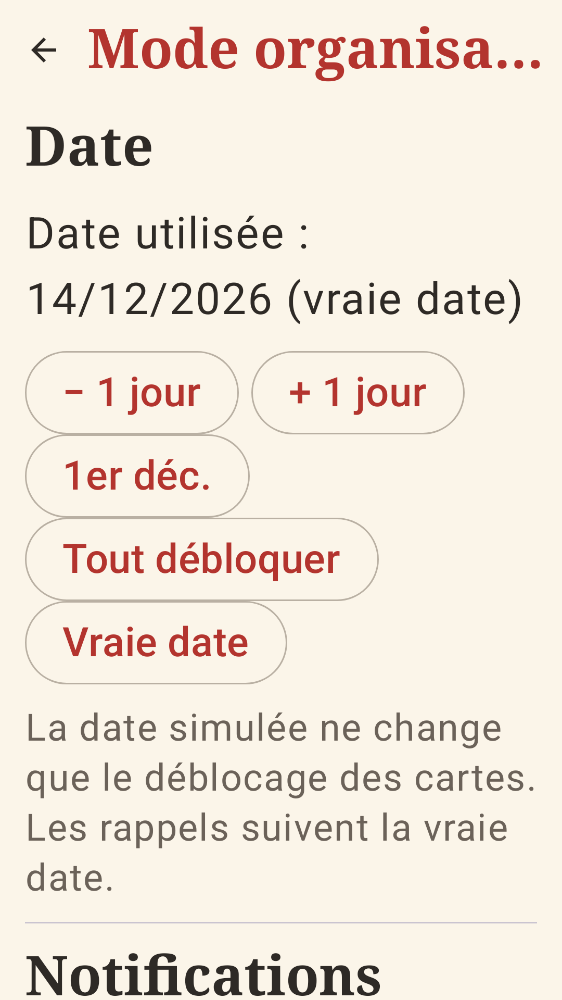 Mode organisa...
Date
Date utilisée :
14/12/2026 (vraie date)
− 1 jour
+ 1 jour
1er déc.
Tout débloquer
Vraie date
La date simulée ne change
que le déblocage des cartes.
Les rappels suivent la vraie
date.
Notifications